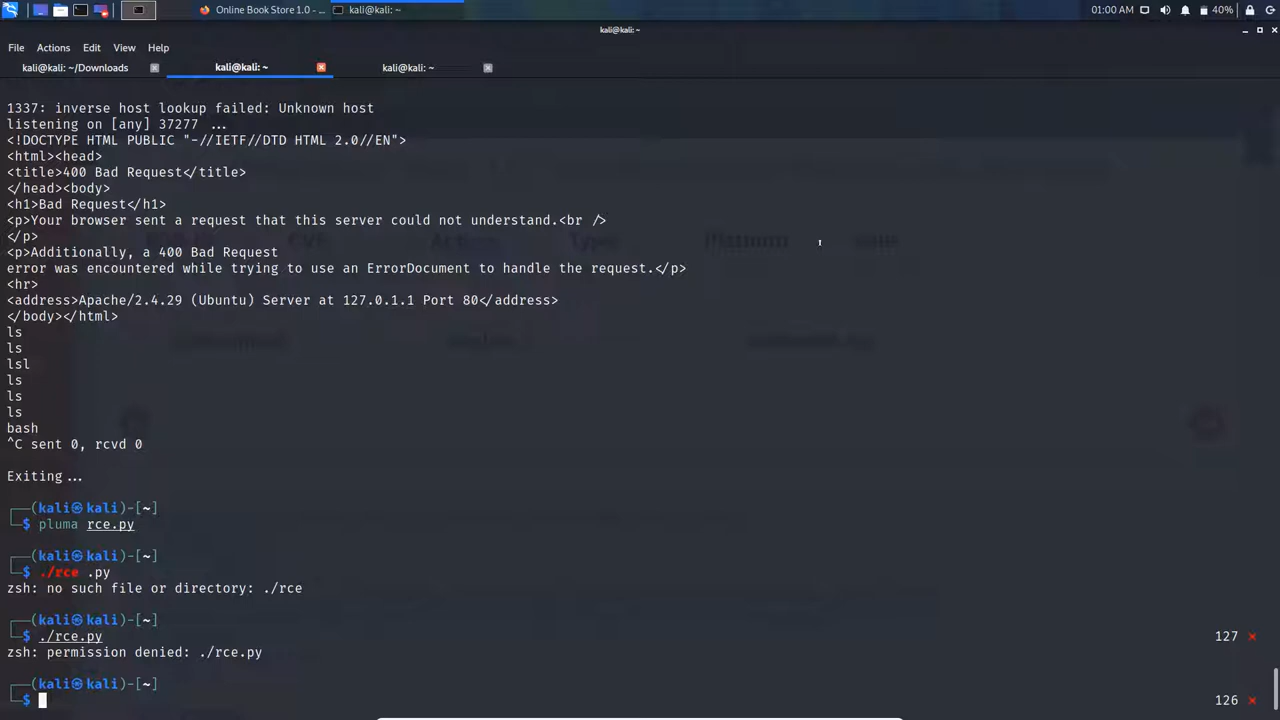 Online Book Store 1.0 - ...
kali@kali: ~
01:00 AM
40%
kali@kali: ~
File Actions Edit View Help
kali@kali: ~/Downloads
kali@kali: ~
kali@kali: ~
1337: inverse host lookup failed: Unknown host
listening on [any] 37277 ...
<!DOCTYPE HTML PUBLIC "-//IETF//DTD HTML 2.0//EN">
<html><head>
<title>400 Bad Request</title>
</head><body>
<h1>Bad Request</h1>
<p>Your browser sent a request that this server could not understand.<br />
</p>
<p>Additionally, a 400 Bad Request
error was encountered while trying to use an ErrorDocument to handle the request.</p>
<hr>
<address>Apache/2.4.29 (Ubuntu) Server at 127.0.1.1 Port 80</address>
</body></html>
ls
ls
lsl
ls
ls
ls
bash
^C sent 0, rcvd 0
Exiting ...
┌──(kali㉿kali)-[~]
└─$ pluma rce.py
┌──(kali㉿kali)-[~]
└─$ ./rce .py
zsh: no such file or directory: ./rce
┌──(kali㉿kali)-[~]
└─$ ./rce.py 127 ⨯
zsh: permission denied: ./rce.py
┌──(kali㉿kali)-[~]
└─$ 126 ⨯